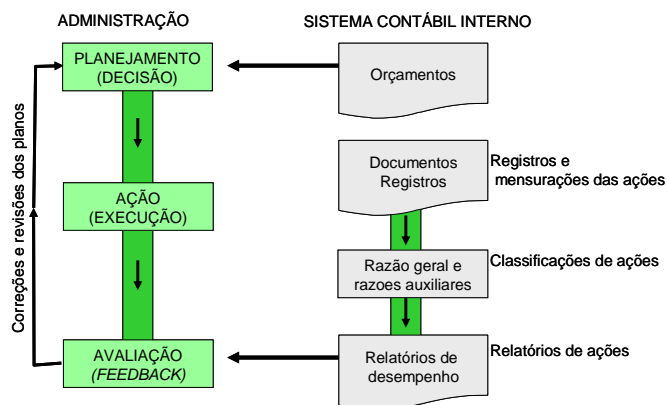 ADMINISTRAÇÃO
SISTEMA CONTÁBIL INTERNO
PLANEJAMENTO
(DECISÃO)
Orçamentos
Correções e revisões dos planos
AÇÃO
(EXECUÇÃO)
Documentos
Registros
Registros e
mensurações das ações
Razão geral e
razoes auxiliares
Classificações de ações
AVALIAÇÃO
(FEEDBACK)
Relatórios de
desempenho
Relatórios de ações